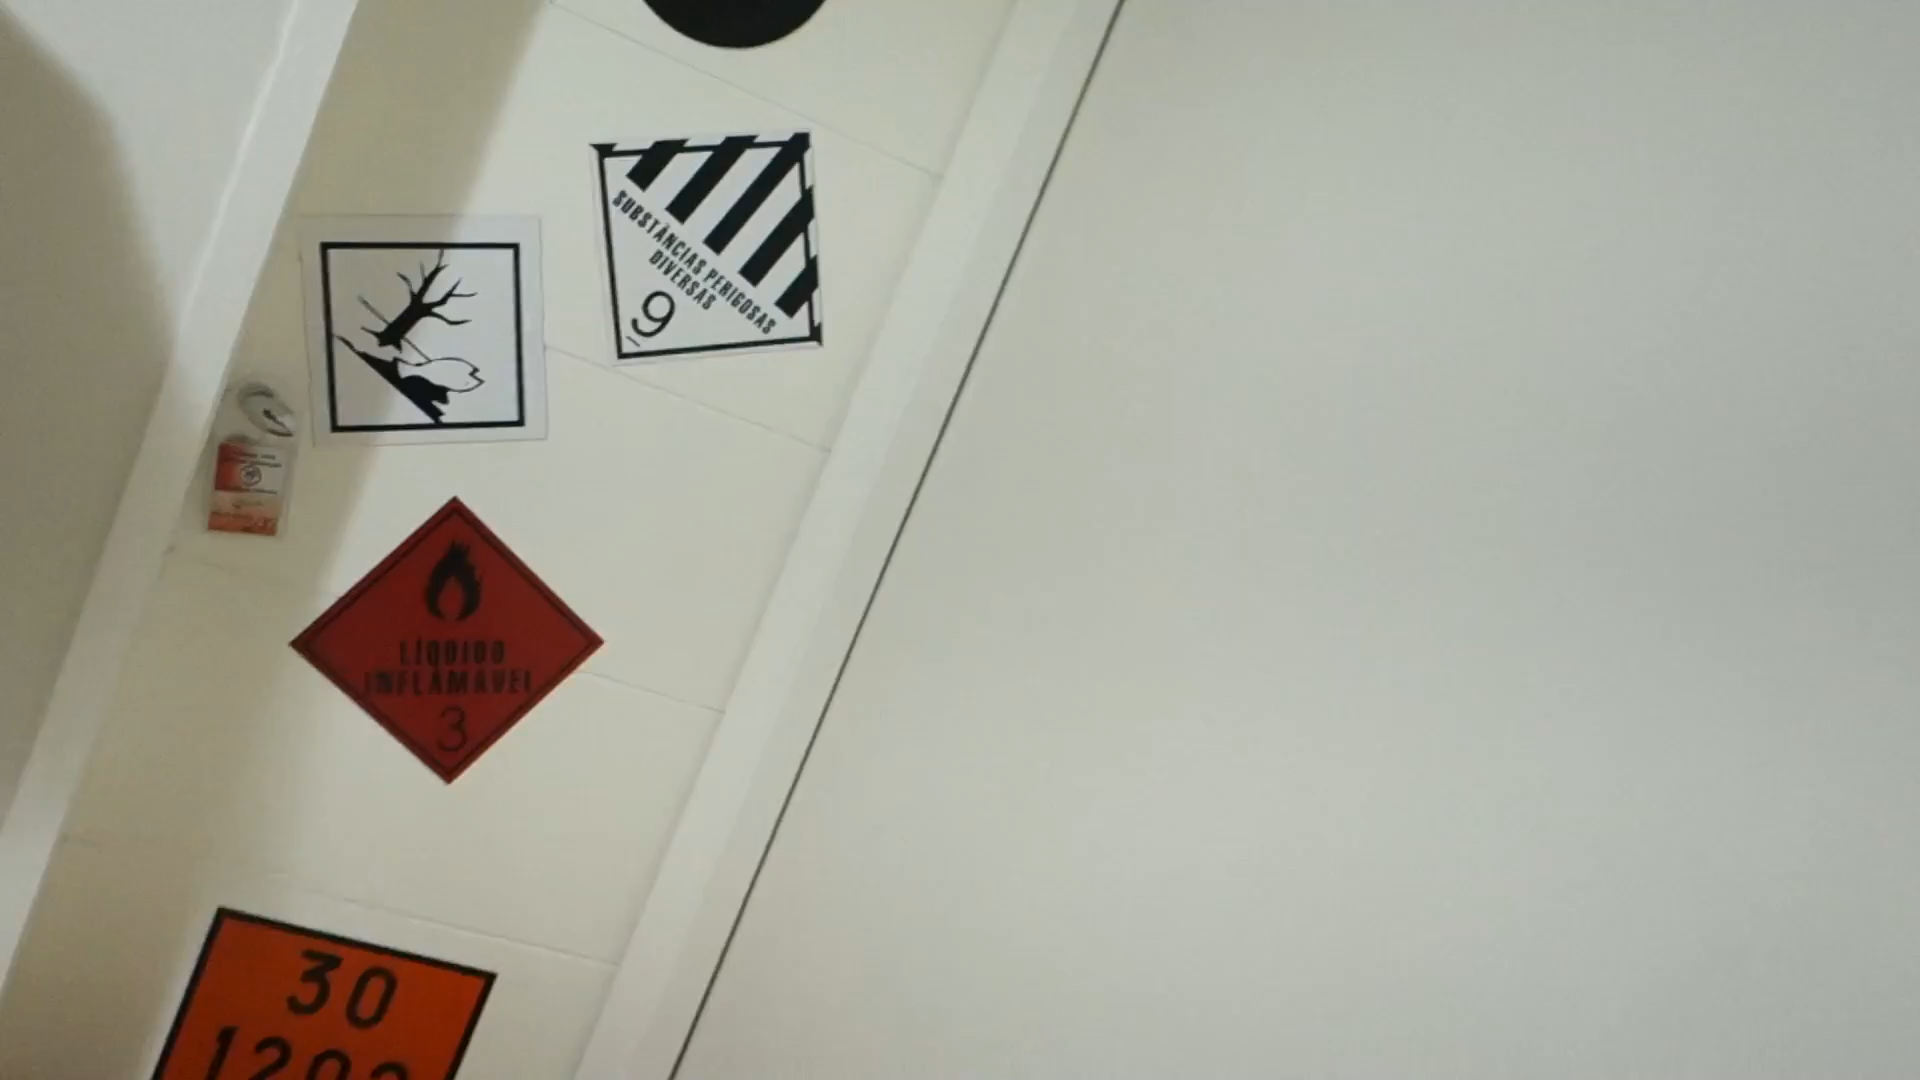 SUBSTÂNCIAS PERIGOSAS
DIVERSAS
9
LÍQUIDO
INFLAMÁVEL
3
30